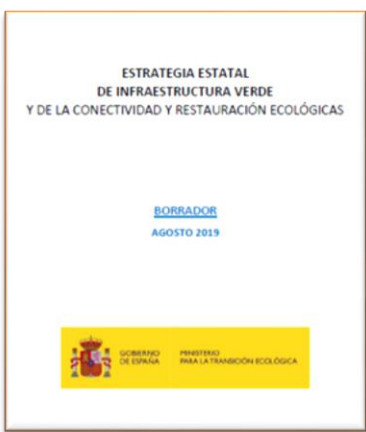 ESTRATEGIA ESTATAL
DE INFRAESTRUCTURA VERDE
Y DE LA CONECTIVIDAD Y RESTAURACIÓN ECOLÓGICAS
BORRADOR
AGOSTO 2019
GOBIERNO MINISTERIO
DE ESPAÑA PARA LA TRANSICIÓN ECOLÓGICA